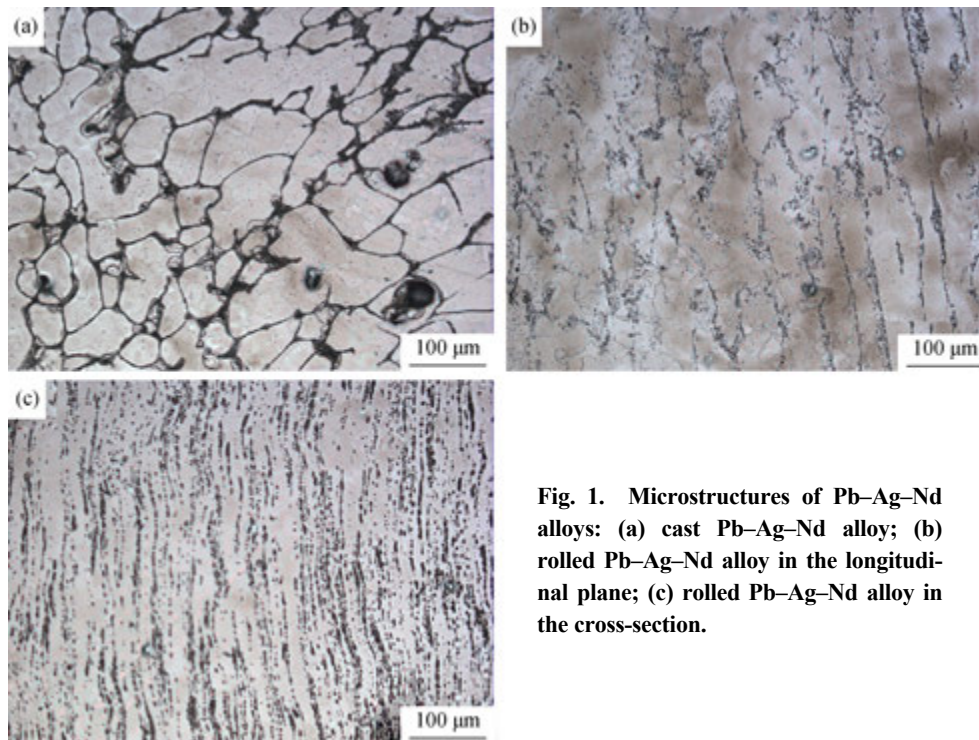 (a)
(b)
100 μm
100 μm
(c)
100 μm
Fig. 1. Microstructures of Pb–Ag–Nd
alloys: (a) cast Pb–Ag–Nd alloy; (b)
rolled Pb–Ag–Nd alloy in the longitudi-
nal plane; (c) rolled Pb–Ag–Nd alloy in
the cross-section.